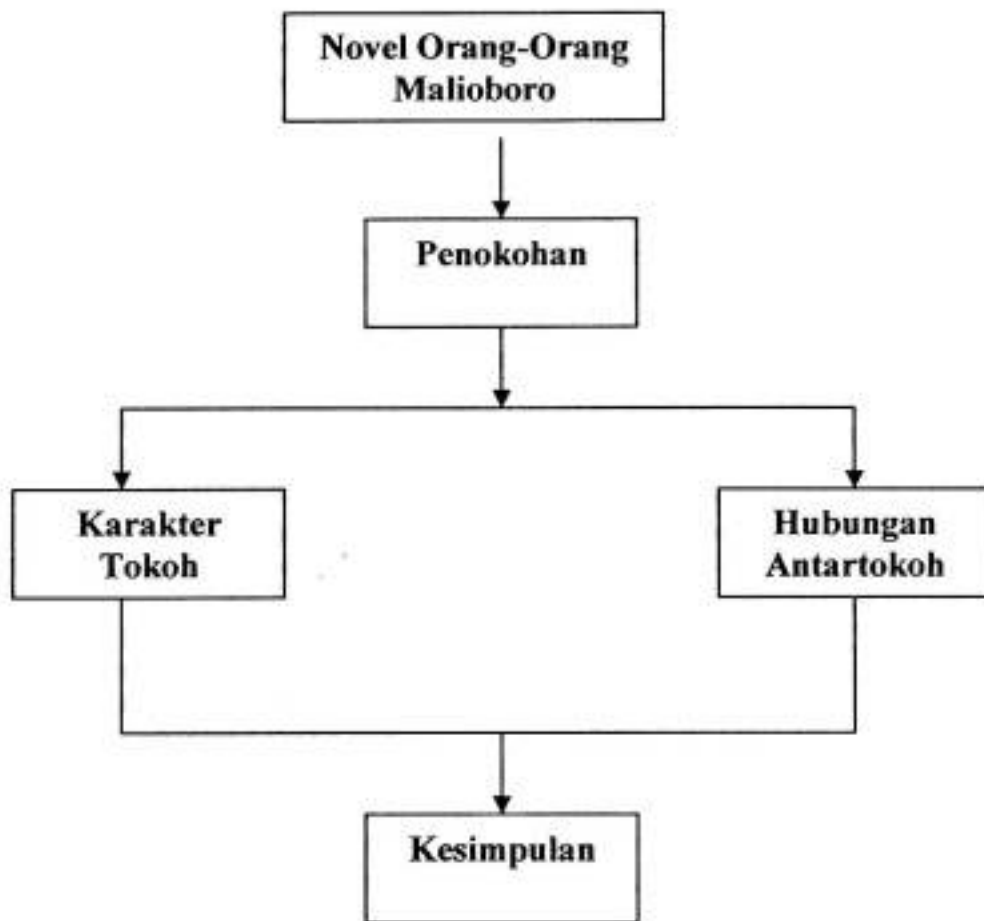 Novel Orang-Orang
Malioboro
Penokohan
Karakter
Tokoh
Hubungan
Antartokoh
Kesimpulan